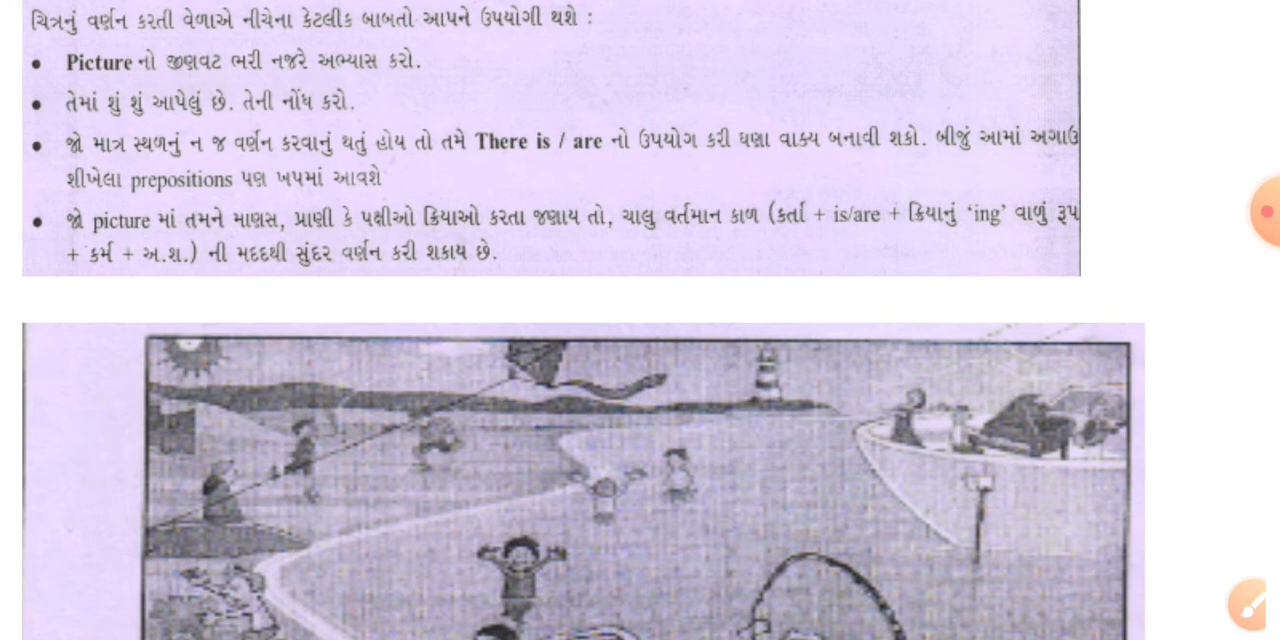 ચિત્રનું વર્ણન કરતી વેળાએ નીચેના કેટલીક બાબતો આપને ઉપયોગી થશે :
• Picture નો જીણવટ ભરી નજરે અભ્યાસ કરો.
• તેમાં શું શું આપેલું છે. તેની નોંધ કરો.
• જો માત્ર સ્થળનું ન જ વર્ણન કરવાનું થતું હોય તો તમે There is / are નો ઉપયોગ કરી ઘણા વાક્ય બનાવી શકો. બીજું આમાં અગાઉ
શીખેલા prepositions પણ ખપમાં આવશે
• જો picture માં તમને માણસ, પ્રાણી કે પક્ષીઓ ક્રિયાઓ કરતા જણાય તો, ચાલુ વર્તમાન કાળ (કર્તા + is/are + ક્રિયાનું ‘ing’ વાળું રૂપ
+ કર્મ + અ.શ.) ની મદદથી સુંદર વર્ણન કરી શકાય છે.